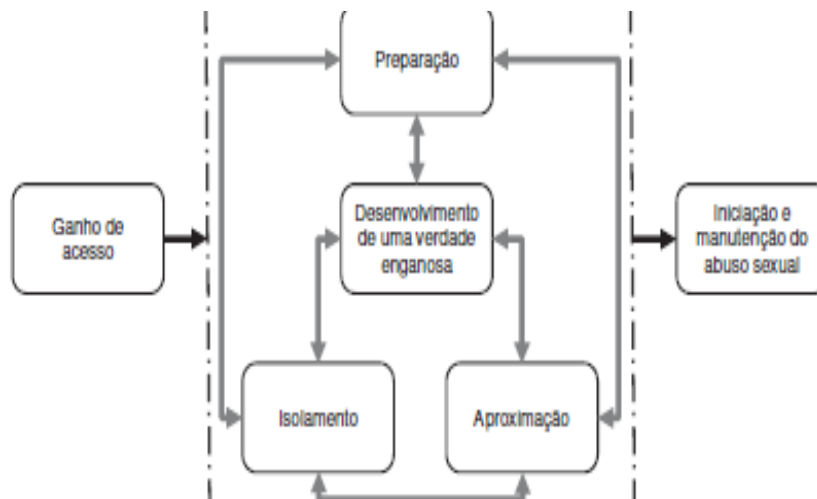 Preparação
Ganho de
acesso
Desenvolvimento
de uma verdade
enganosa
Iniciação e
manutenção do
abuso sexual
Isolamento
Aproximação